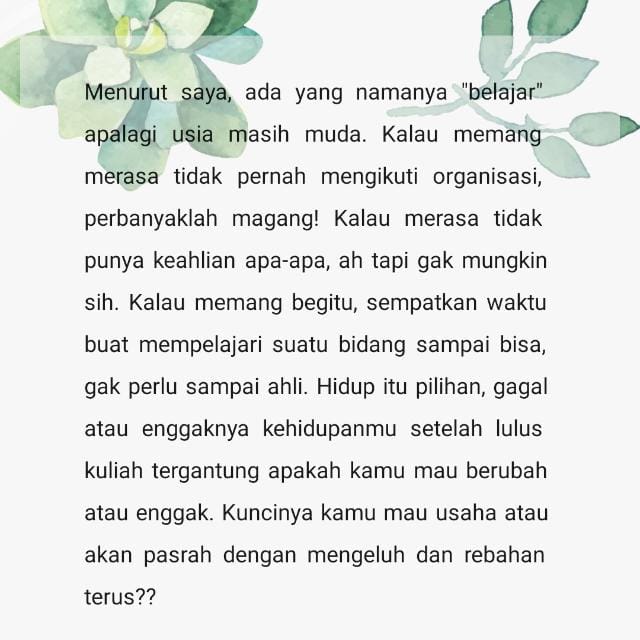 Menurut saya, ada yang namanya "belajar"
apalagi usia masih muda. Kalau memang
merasa tidak pernah mengikuti organisasi,
perbanyaklah magang! Kalau merasa tidak
punya keahlian apa-apa, ah tapi gak mungkin
sih. Kalau memang begitu, sempatkan waktu
buat mempelajari suatu bidang sampai bisa,
gak perlu sampai ahli. Hidup itu pilihan, gagal
atau enggaknya kehidupanmu setelah lulus
kuliah tergantung apakah kamu mau berubah
atau enggak. Kuncinya kamu mau usaha atau
akan pasrah dengan mengeluh dan rebahan
terus??